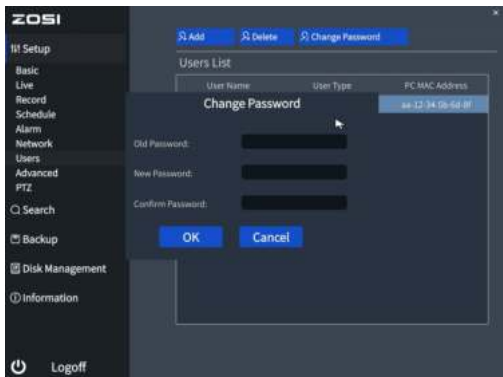 ZOSI
Setup
Basic
Live
Record
Schedule
Alarm
Network
Users
Advanced
PTZ
Search
Backup
Disk Management
Information
Logoff
Add
Delete
Change Password
Users List
User Name
User Type
PC MAC Address
Change Password
Old Password:
New Password:
Confirm Password:
OK
Cancel